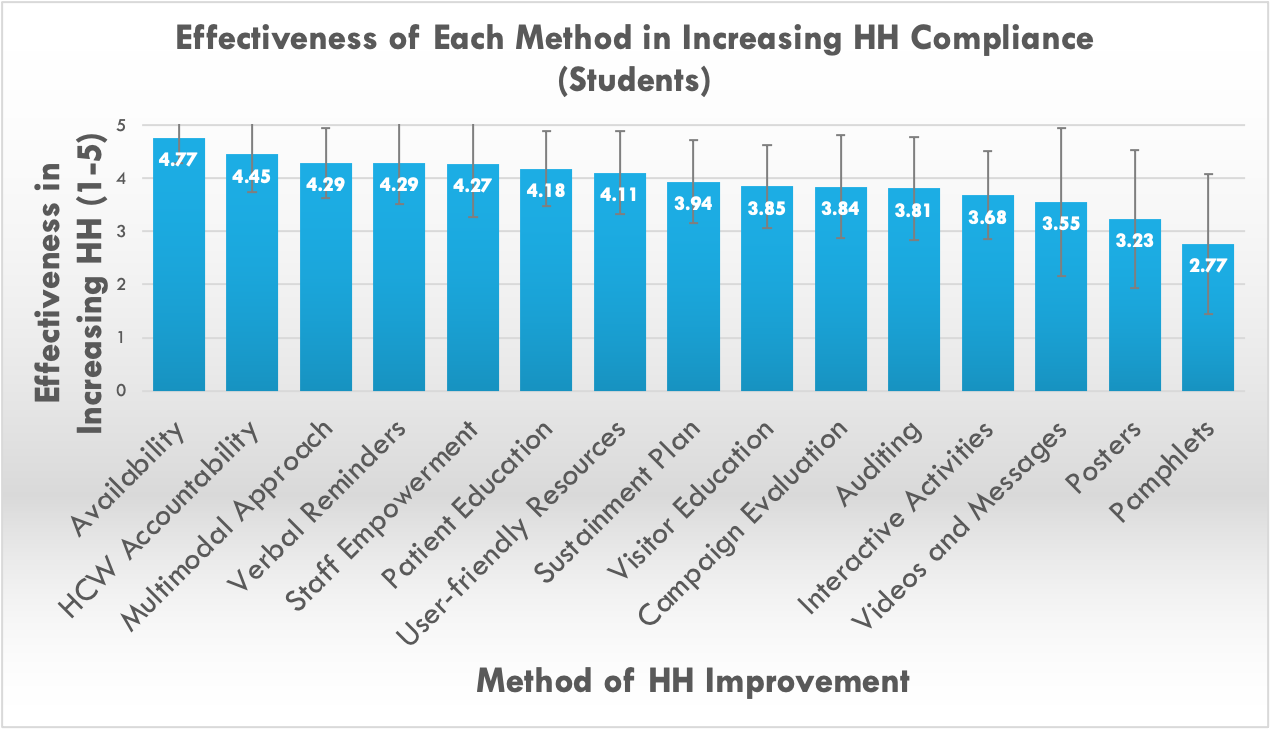 Effectiveness of Each Method in Increasing HH Compliance
(Students)
Effectiveness in
Increasing HH (1-5)
5
4
3
2
1
0
4.77
4.45
4.29
4.29
4.27
4.18
4.11
3.94
3.85
3.84
3.81
3.68
3.55
3.23
2.77
Availability
HCW Accountability
Multimodal Approach
Verbal Reminders
Staff Empowerment
Patient Education
User-friendly Resources
Sustainment Plan
Visitor Education
Campaign Evaluation
Auditing
Interactive Activities
Videos and Messages
Posters
Pamphlets
Method of HH Improvement